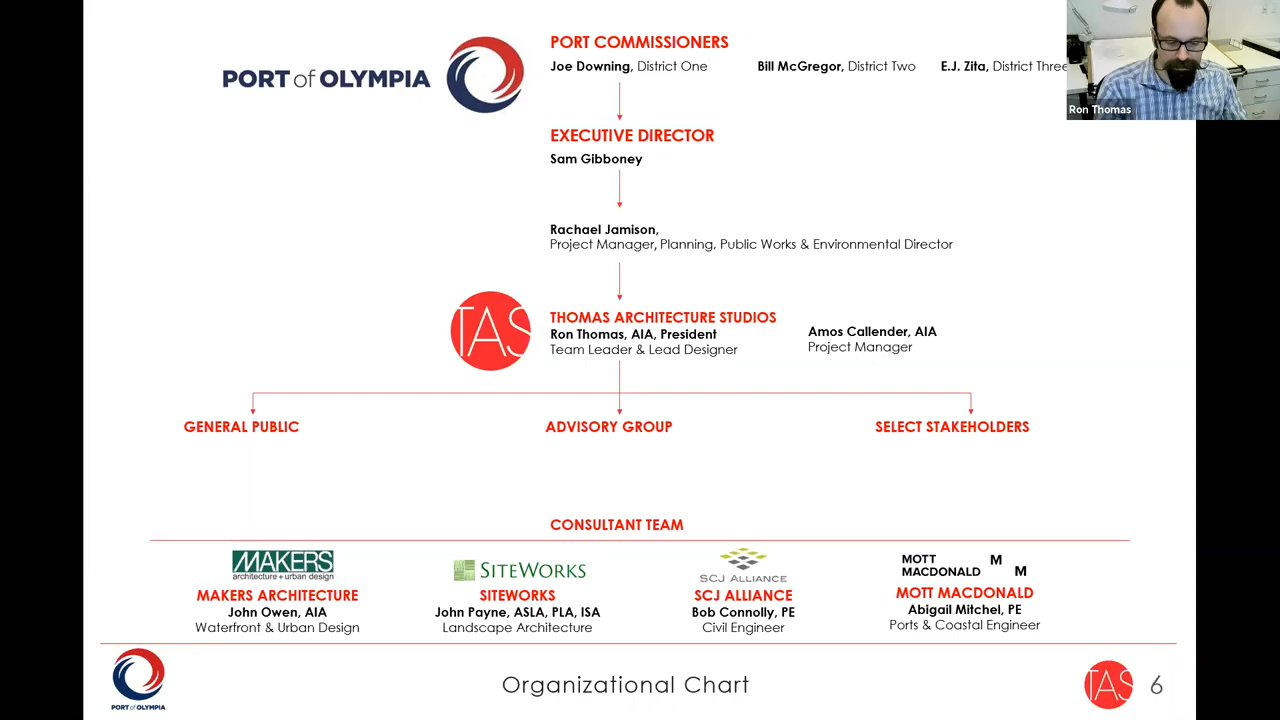 PORT COMMISSIONERS
PORT of OLYMPIA
Joe Downing, District One
Bill McGregor, District Two
E.J. Zita, District Three
Ron Thomas
EXECUTIVE DIRECTOR
Sam Gibboney
Rachael Jamison,
Project Manager, Planning, Public Works & Environmental Director
TAS
THOMAS ARCHITECTURE STUDIOS
Ron Thomas, AIA, President
Team Leader & Lead Designer
Amos Callender, AIA
Project Manager
GENERAL PUBLIC
ADVISORY GROUP
SELECT STAKEHOLDERS
CONSULTANT TEAM
MAKERS
architecture + urban design
MAKERS ARCHITECTURE
John Owen, AIA
Waterfront & Urban Design
SITEWORKS
SITEWORKS
John Payne, ASLA, PLA, ISA
Landscape Architecture
SCJ ALLIANCE
SCJ ALLIANCE
Bob Connolly, PE
Civil Engineer
MOTT M
MACDONALD M
MOTT MACDONALD
Abigail Mitchel, PE
Ports & Coastal Engineer
PORT of OLYMPIA
Organizational Chart
TAS
6